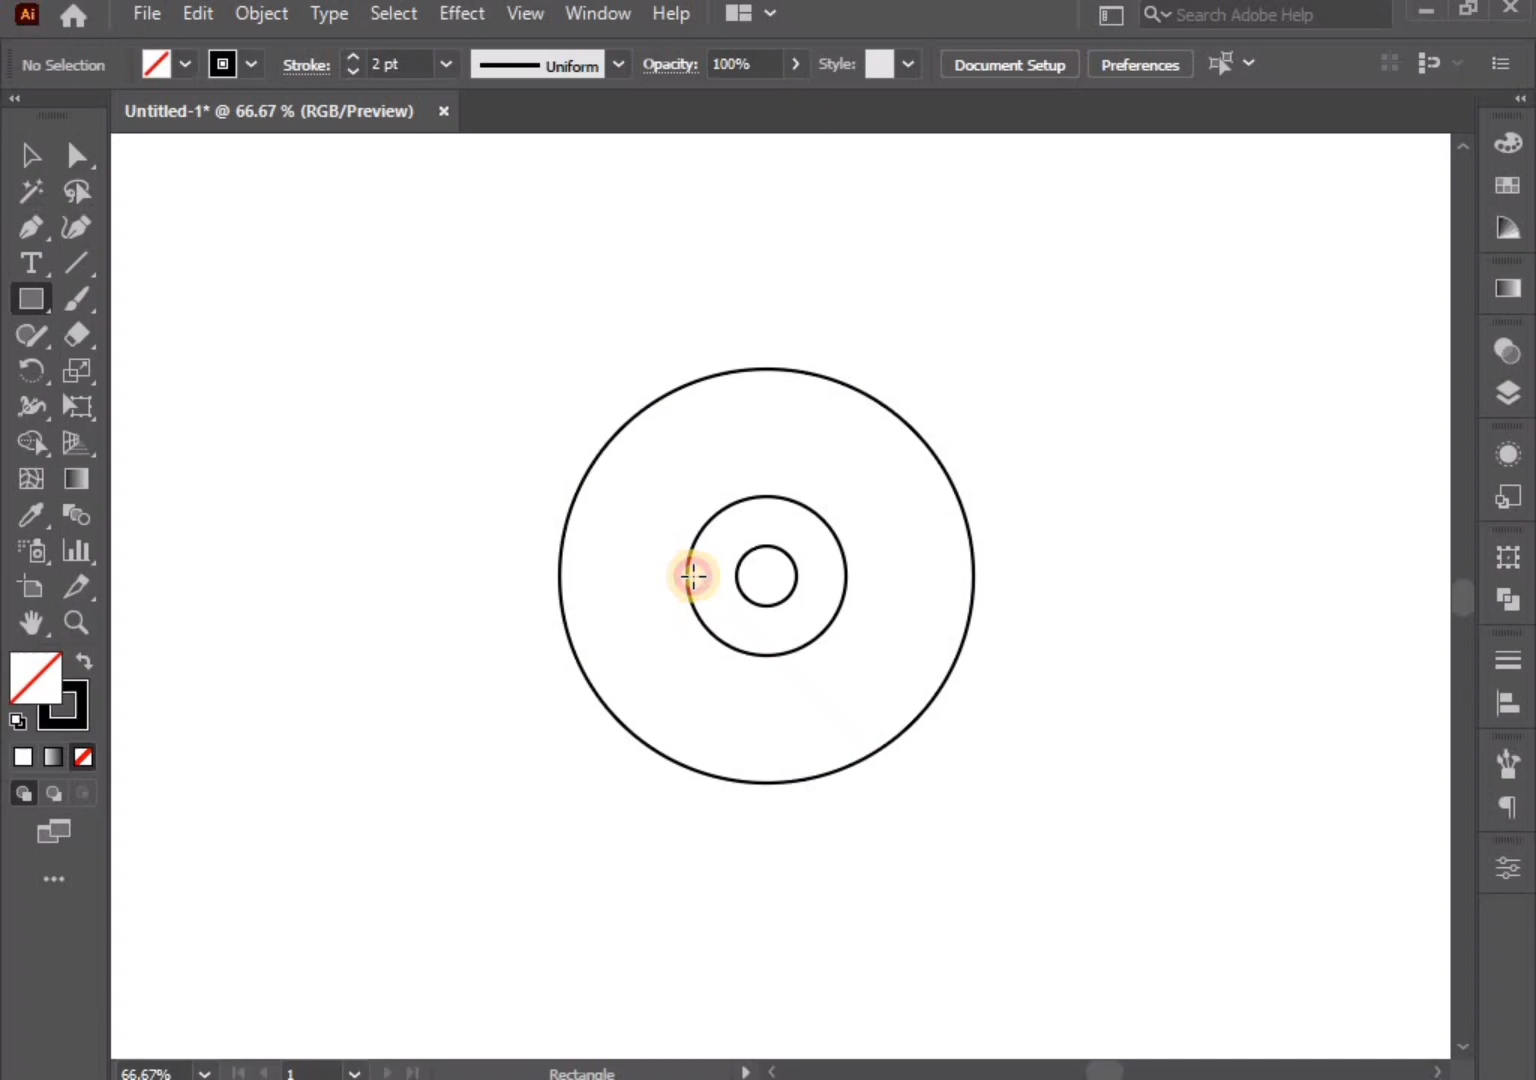 Ai File Edit Object Type Select Effect View Window Help Search Adobe Help
No Selection Stroke: 2 pt Uniform Opacity: 100% Style: Document Setup Preferences
Untitled-1* @ 66.67 % (RGB/Preview)
66.67% 1 Rectangle